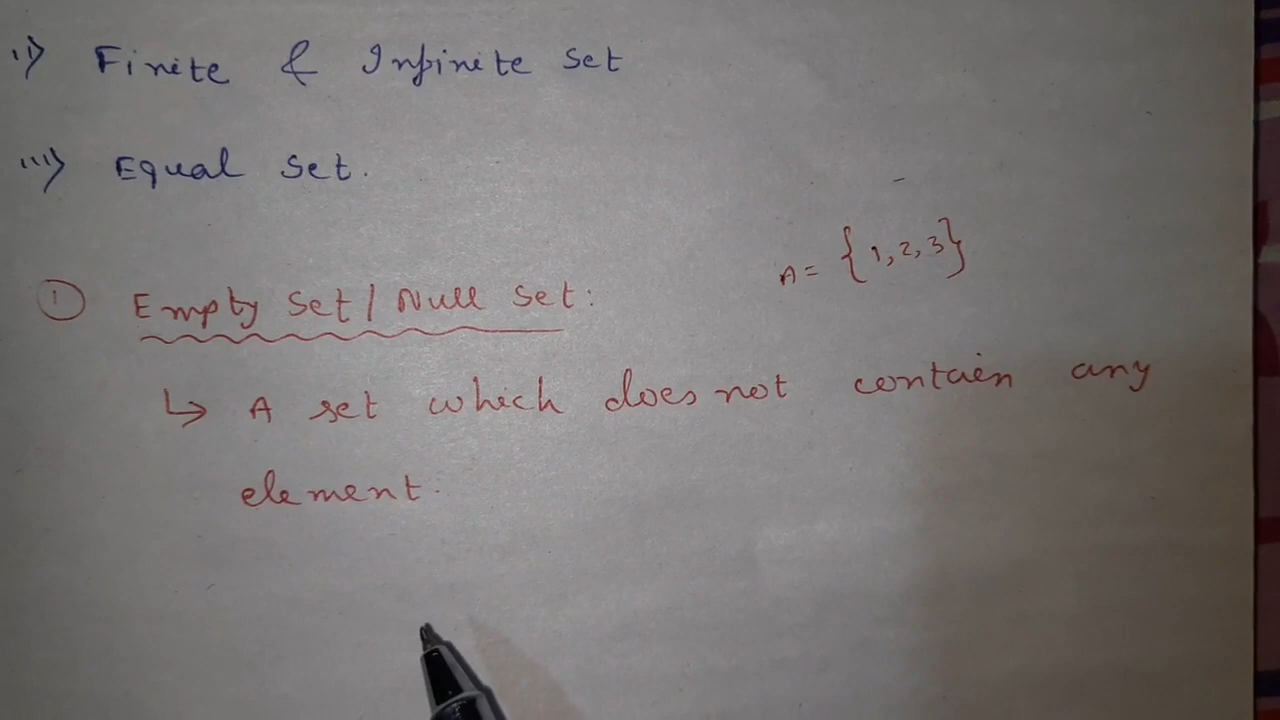 ii) Finite & Infinite Set
iii) Equal Set.
A = {1, 2, 3}
① Empty Set / Null Set:
↳ A set which does not contain any
element.